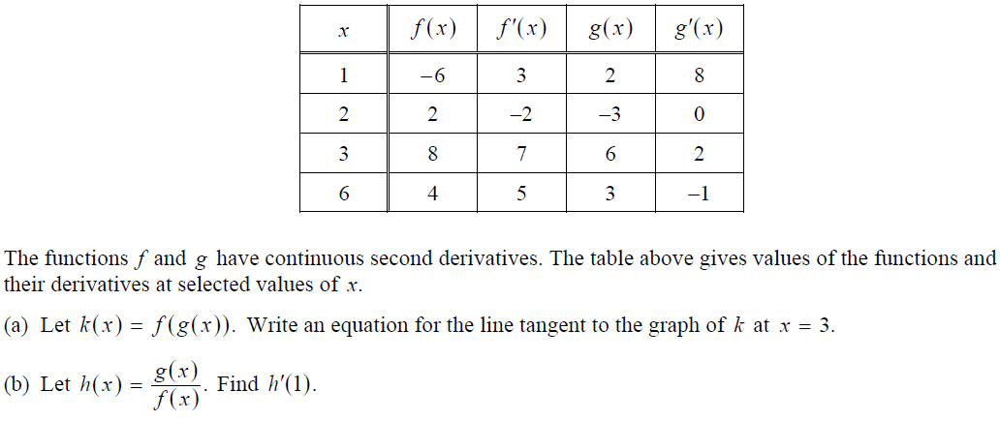 x f(x) f′(x) g(x) g′(x)
1 −6 3 2 8
2 2 −2 −3 0
3 8 7 6 2
6 4 5 3 −1
The functions f and g have continuous second derivatives. The table above gives values of the functions and
their derivatives at selected values of x.
(a) Let k(x) = f(g(x)). Write an equation for the line tangent to the graph of k at x = 3.
(b) Let h(x) = g(x)/f(x). Find h′(1).